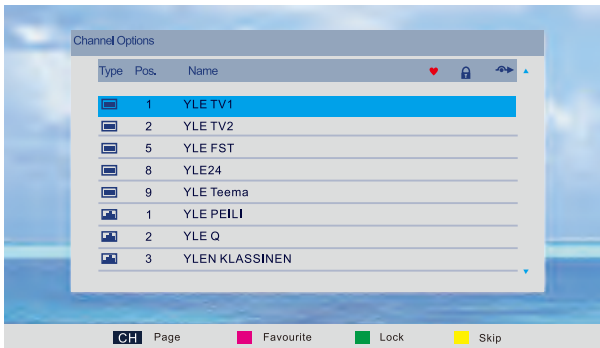 Channel Options
Type Pos. Name
1 YLE TV1
2 YLE TV2
5 YLE FST
8 YLE24
9 YLE Teema
1 YLE PEILI
2 YLE Q
3 YLEN KLASSINEN
CH Page Favourite Lock Skip